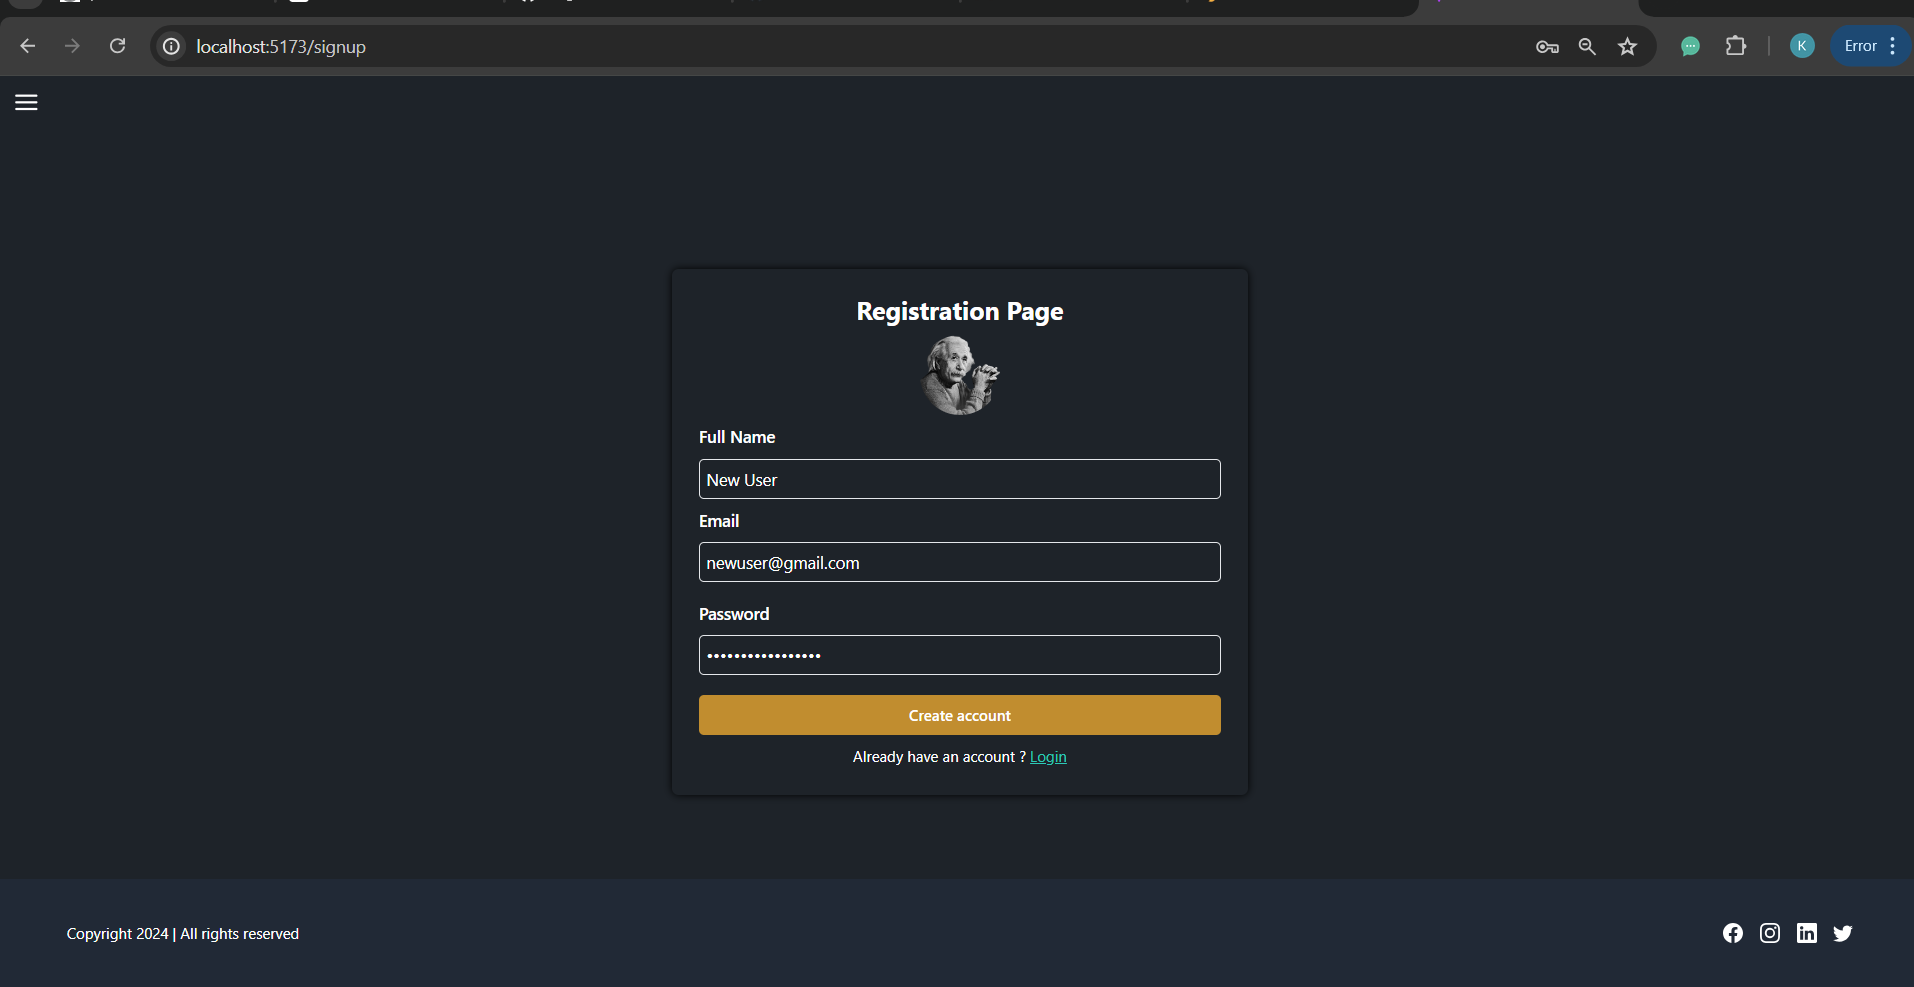 localhost:5173/signup
K
Error
Registration Page
Full Name
New User
Email
newuser@gmail.com
Password
•••••••••••••••••
Create account
Already have an account ? Login
Copyright 2024 | All rights reserved